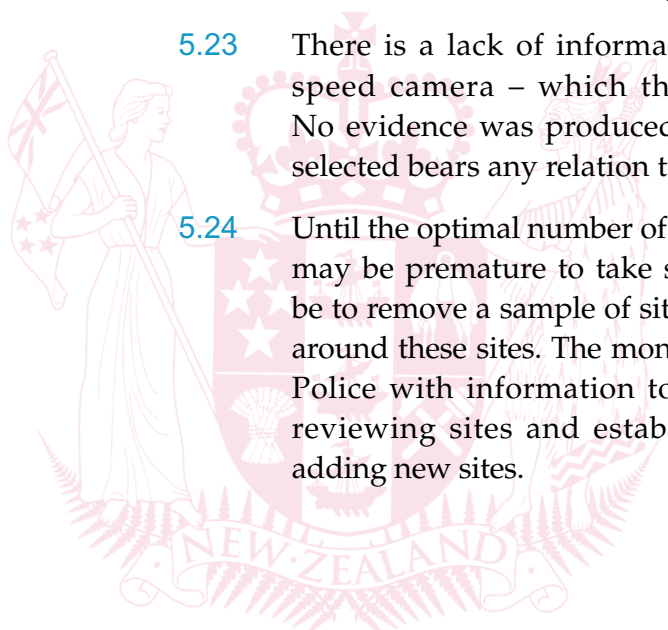 5.23 There is a lack of informa
speed camera – which th
No evidence was produced
selected bears any relation t
5.24 Until the optimal number of
may be premature to take s
be to remove a sample of sit
around these sites. The mon
Police with information to
reviewing sites and estab
adding new sites.
NEW·ZEALAND